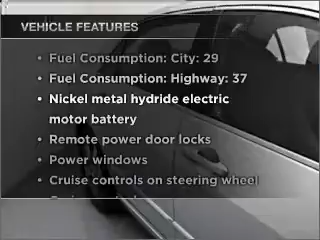 VEHICLE FEATURES
• Fuel Consumption: City: 29
• Fuel Consumption: Highway: 37
• Nickel metal hydride electric
motor battery
• Remote power door locks
• Power windows
• Cruise controls on steering wheel